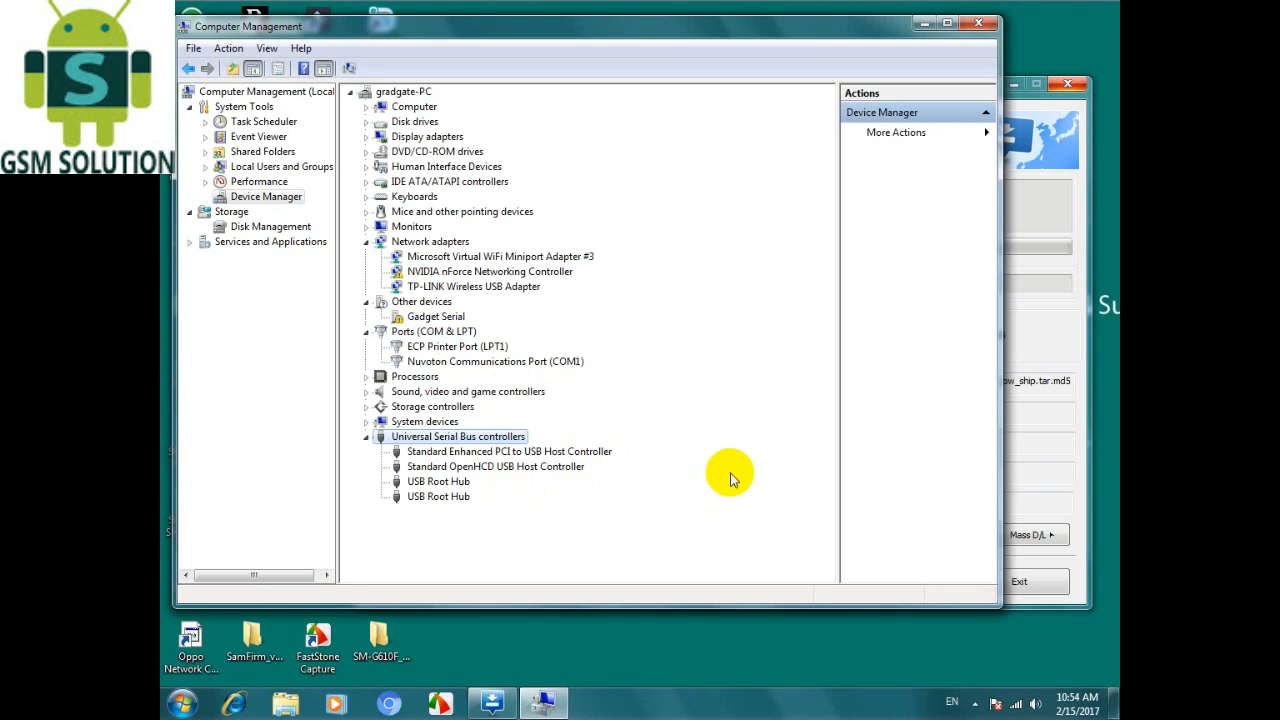 S
GSM SOLUTION
Computer Management
File Action View Help
Computer Management (Local
System Tools
Task Scheduler
Event Viewer
Shared Folders
Local Users and Groups
Performance
Device Manager
Storage
Disk Management
Services and Applications
gradgate-PC
Computer
Disk drives
Display adapters
DVD/CD-ROM drives
Human Interface Devices
IDE ATA/ATAPI controllers
Keyboards
Mice and other pointing devices
Monitors
Network adapters
Microsoft Virtual WiFi Miniport Adapter #3
NVIDIA nForce Networking Controller
TP-LINK Wireless USB Adapter
Other devices
Gadget Serial
Ports (COM & LPT)
ECP Printer Port (LPT1)
Nuvoton Communications Port (COM1)
Processors
Sound, video and game controllers
Storage controllers
System devices
Universal Serial Bus controllers
Standard Enhanced PCI to USB Host Controller
Standard OpenHCD USB Host Controller
USB Root Hub
USB Root Hub
Actions
Device Manager
More Actions
Su
ow_ship.tar.md5
Mass D/L
Exit
Oppo
Network C...
SamFirm_v...
FastStone
Capture
SM-G610F_...
EN
10:54 AM
2/15/2017